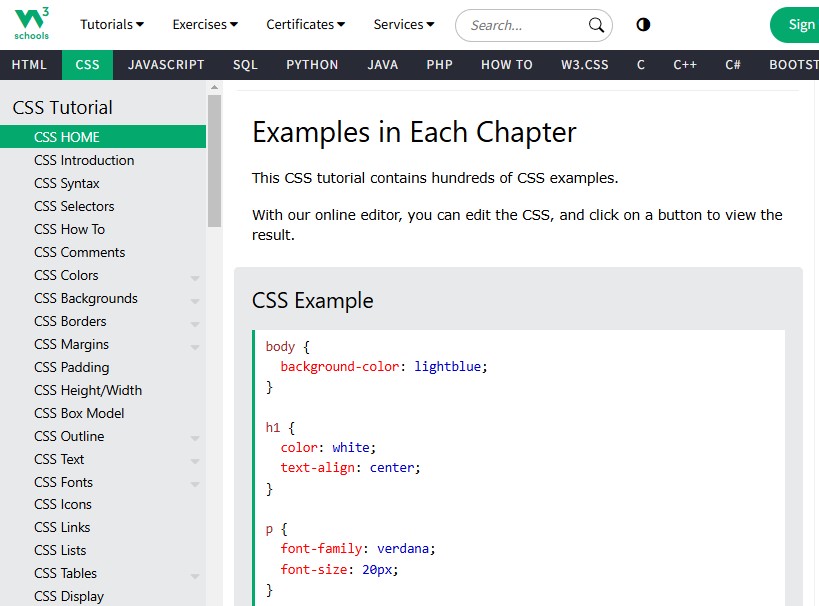 W3
schools
Tutorials Exercises Certificates Services Search... Sign
HTML CSS JAVASCRIPT SQL PYTHON JAVA PHP HOW TO W3.CSS C C++ C# BOOTST
CSS Tutorial
CSS HOME
CSS Introduction
CSS Syntax
CSS Selectors
CSS How To
CSS Comments
CSS Colors
CSS Backgrounds
CSS Borders
CSS Margins
CSS Padding
CSS Height/Width
CSS Box Model
CSS Outline
CSS Text
CSS Fonts
CSS Icons
CSS Links
CSS Lists
CSS Tables
CSS Display
Examples in Each Chapter
This CSS tutorial contains hundreds of CSS examples.
With our online editor, you can edit the CSS, and click on a button to view the
result.
CSS Example
body {
  background-color: lightblue;
}
h1 {
  color: white;
  text-align: center;
}
p {
  font-family: verdana;
  font-size: 20px;
}